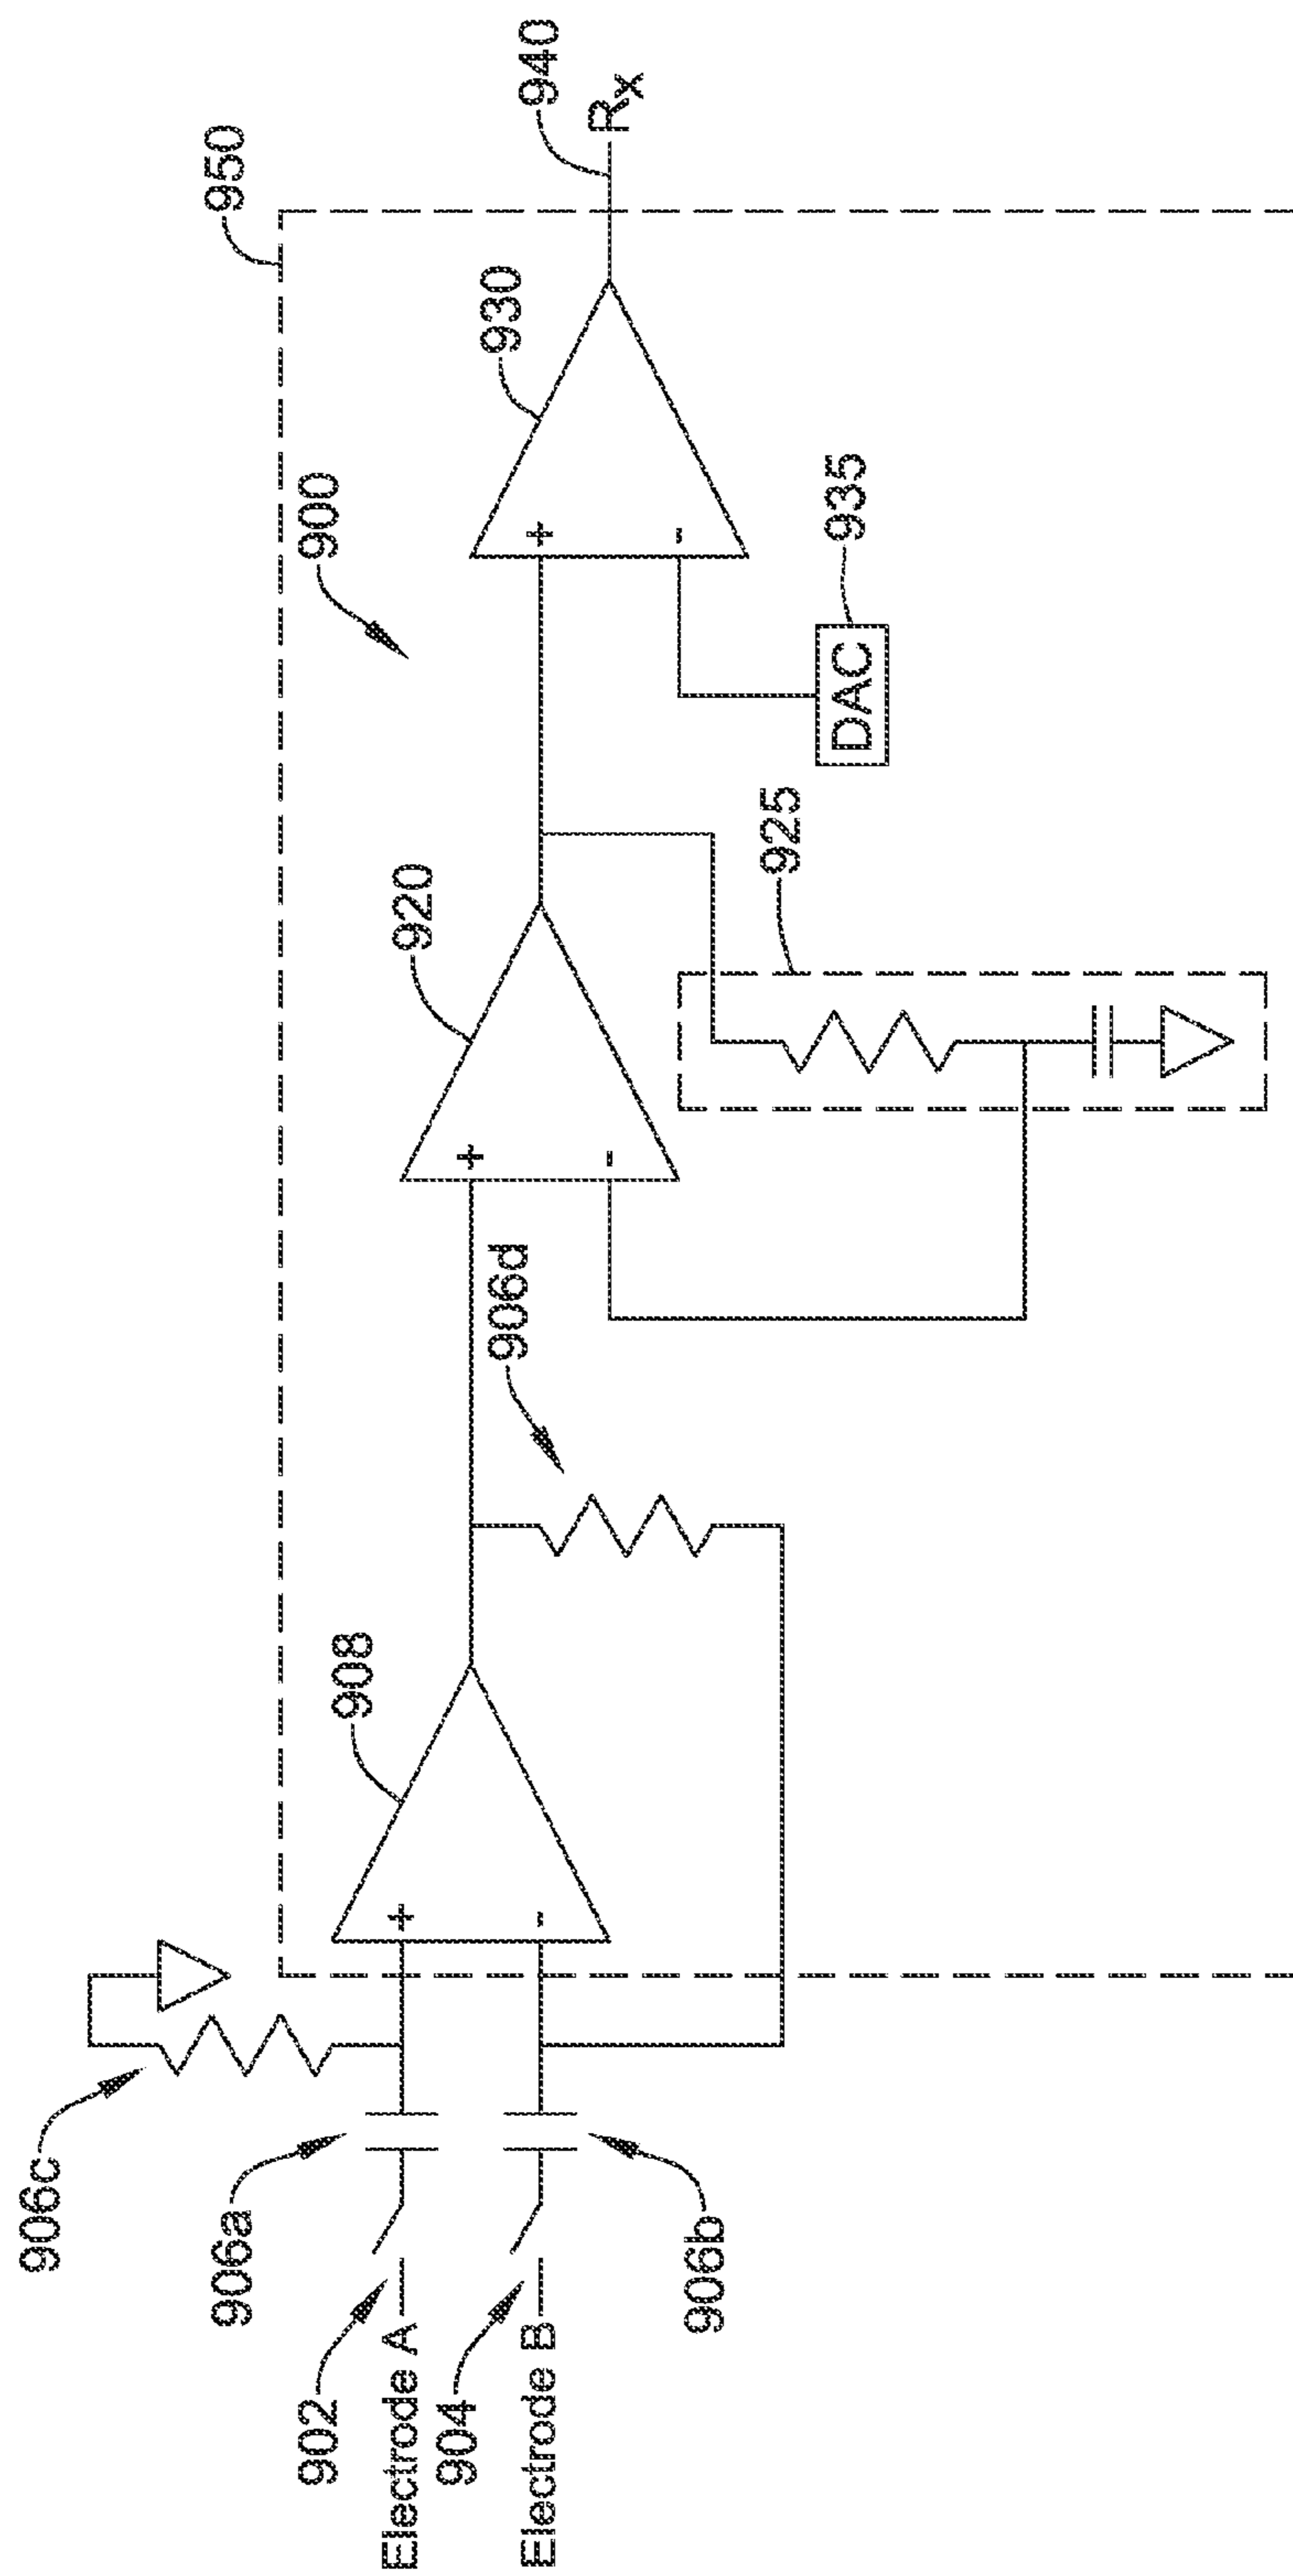 950
940
Rx
900
930
935
DAC
920
925
906d
908
906c
906a
902
Electrode A
904
Electrode B
906b
+
-
+
-
+
-